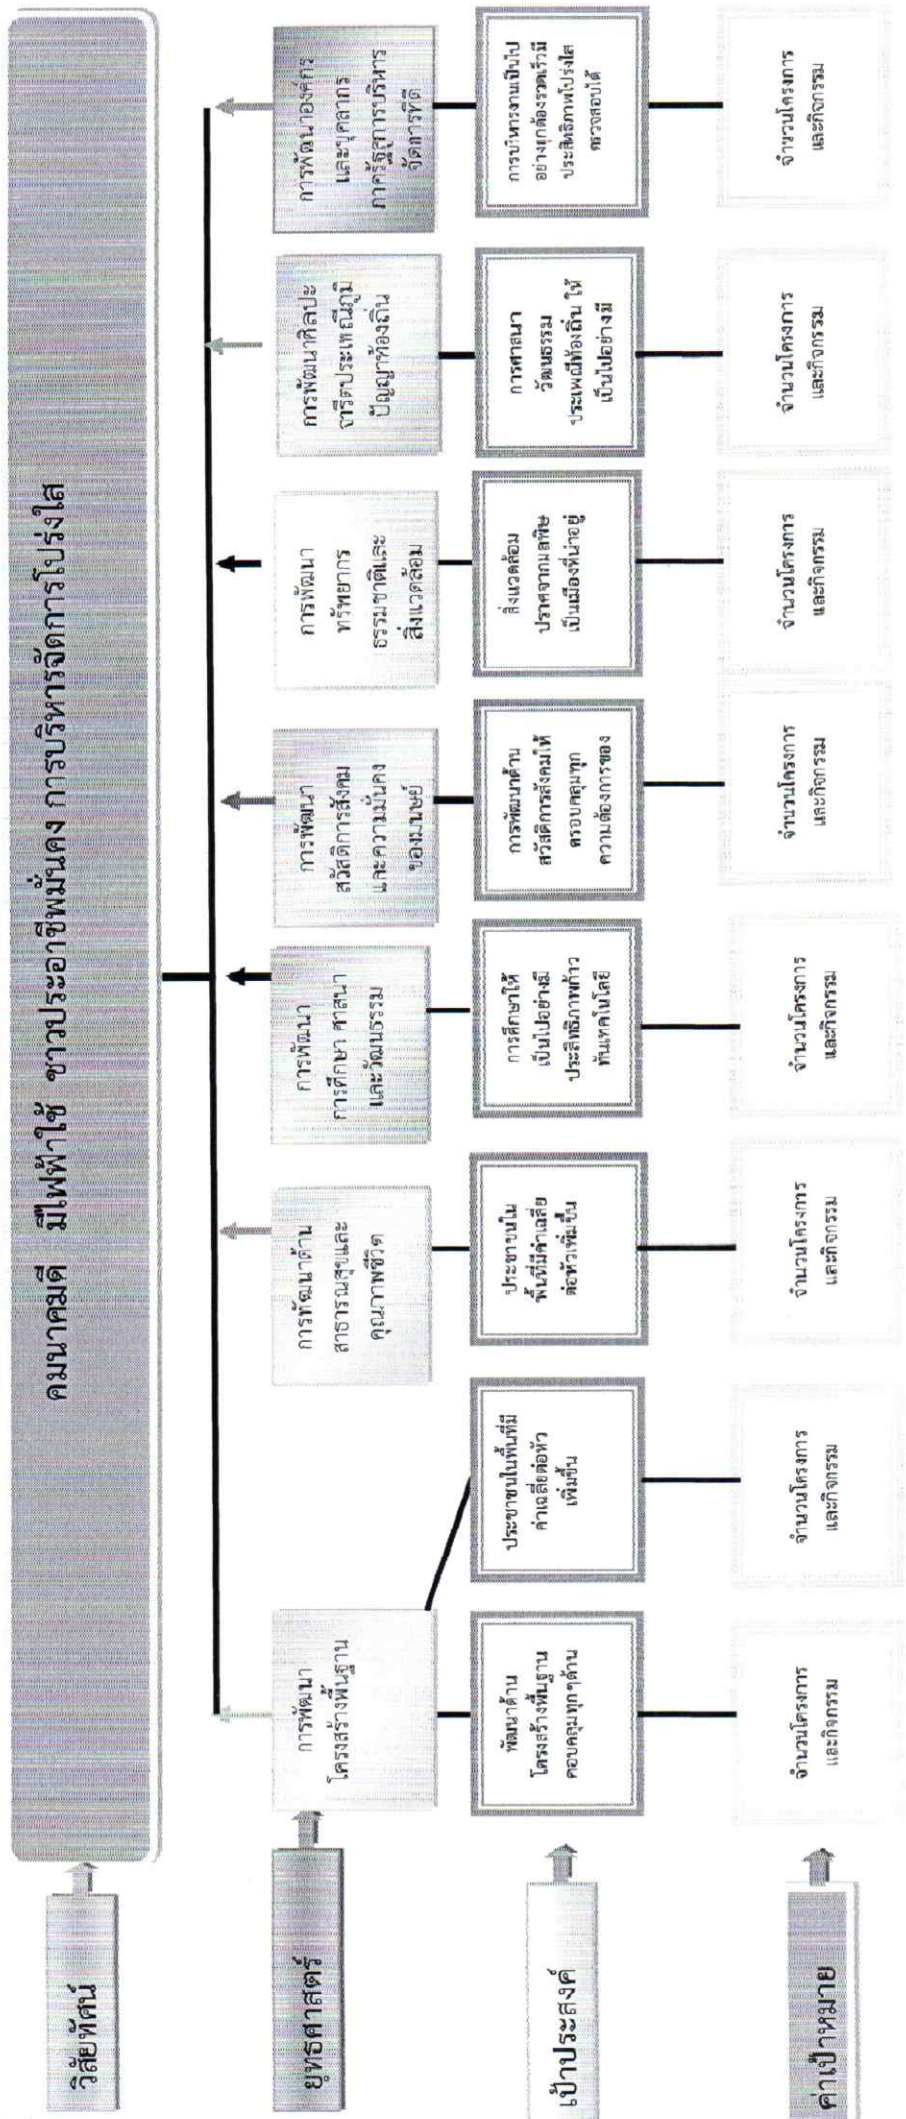 วิสัยทัศน์
คมนาคมดี มีไฟฟ้าใช้ ชาวประอาชีพมั่นคง การบริหารจัดการโปร่งใส
ยุทธศาสตร์
การพัฒนา
โครงสร้างพื้นฐาน
การพัฒนาด้าน
สาธารณสุขและ
คุณภาพชีวิต
การพัฒนา
การศึกษา ศาสนา
และวัฒนธรรม
การพัฒนา
สวัสดิการสังคม
และความมั่นคง
ของมนุษย์
การพัฒนา
ทรัพยากร
ธรรมชาติและ
สิ่งแวดล้อม
การพัฒนาศิลปะ
จารีตประเพณีภูมิ
ปัญญาท้องถิ่น
การพัฒนาองค์กร
และบุคลากร
ภาครัฐสู่การบริหาร
จัดการที่ดี
เป้าประสงค์
พัฒนาด้าน
โครงสร้างพื้นฐาน
คอบคลุมทุกๆด้าน
ประชาชนในพื้นที่มี
ค่าเฉลี่ยต่อหัว
เพิ่มขึ้น
ประชาชนใน
พื้นที่มีค่าเฉลี่ย
ต่อหัวเพิ่มขึ้น
การศึกษาให้
เป็นไปอย่างมี
ประสิทธิภาพก้าว
ทันเทคโนโลยี
การพัฒนาด้าน
สวัสดิการสังคมให้
ครอบคลุมทุก
ความต้องการของ
สิ่งแวดล้อม
ปราศจากมลพิษ
เป็นเมืองที่น่าอยู่
การศาสนา
วัฒนธรรม
ประเพณีท้องถิ่น ให้
เป็นไปอย่างมี
การบริหารงานเป็นไป
อย่างถูกต้องรวดเร็วมี
ประสิทธิภาพโปร่งใส
ตรวจสอบได้
ค่าเป้าหมาย
จำนวนโครงการ
และกิจกรรม
จำนวนโครงการ
และกิจกรรม
จำนวนโครงการ
และกิจกรรม
จำนวนโครงการ
และกิจกรรม
จำนวนโครงการ
และกิจกรรม
จำนวนโครงการ
และกิจกรรม
จำนวนโครงการ
และกิจกรรม
จำนวนโครงการ
และกิจกรรม